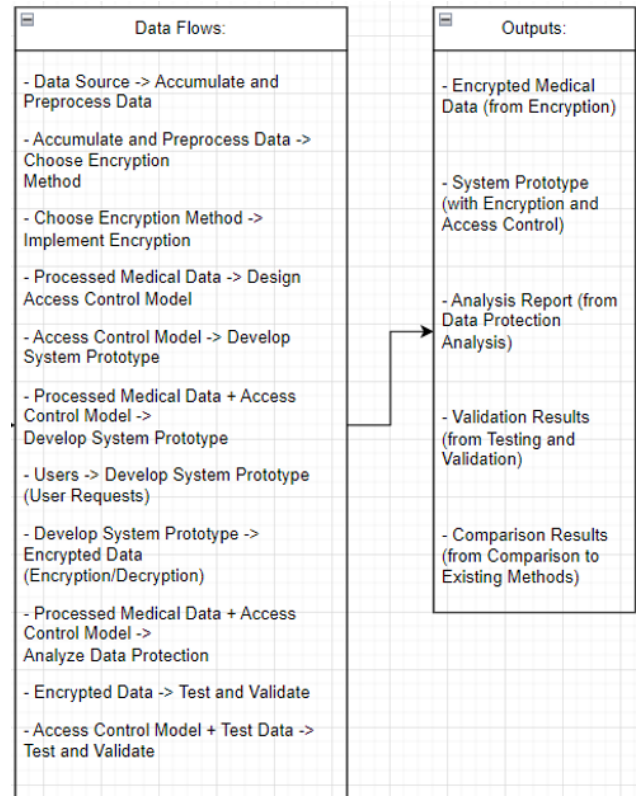 Data Flows:
- Data Source -> Accumulate and
Preprocess Data
- Accumulate and Preprocess Data ->
Choose Encryption
Method
- Choose Encryption Method ->
Implement Encryption
- Processed Medical Data -> Design
Access Control Model
- Access Control Model -> Develop
System Prototype
- Processed Medical Data + Access
Control Model ->
Develop System Prototype
- Users -> Develop System Prototype
(User Requests)
- Develop System Prototype ->
Encrypted Data
(Encryption/Decryption)
- Processed Medical Data + Access
Control Model ->
Analyze Data Protection
- Encrypted Data -> Test and Validate
- Access Control Model + Test Data ->
Test and Validate
Outputs:
- Encrypted Medical
Data (from Encryption)
- System Prototype
(with Encryption and
Access Control)
- Analysis Report (from
Data Protection
Analysis)
- Validation Results
(from Testing and
Validation)
- Comparison Results
(from Comparison to
Existing Methods)